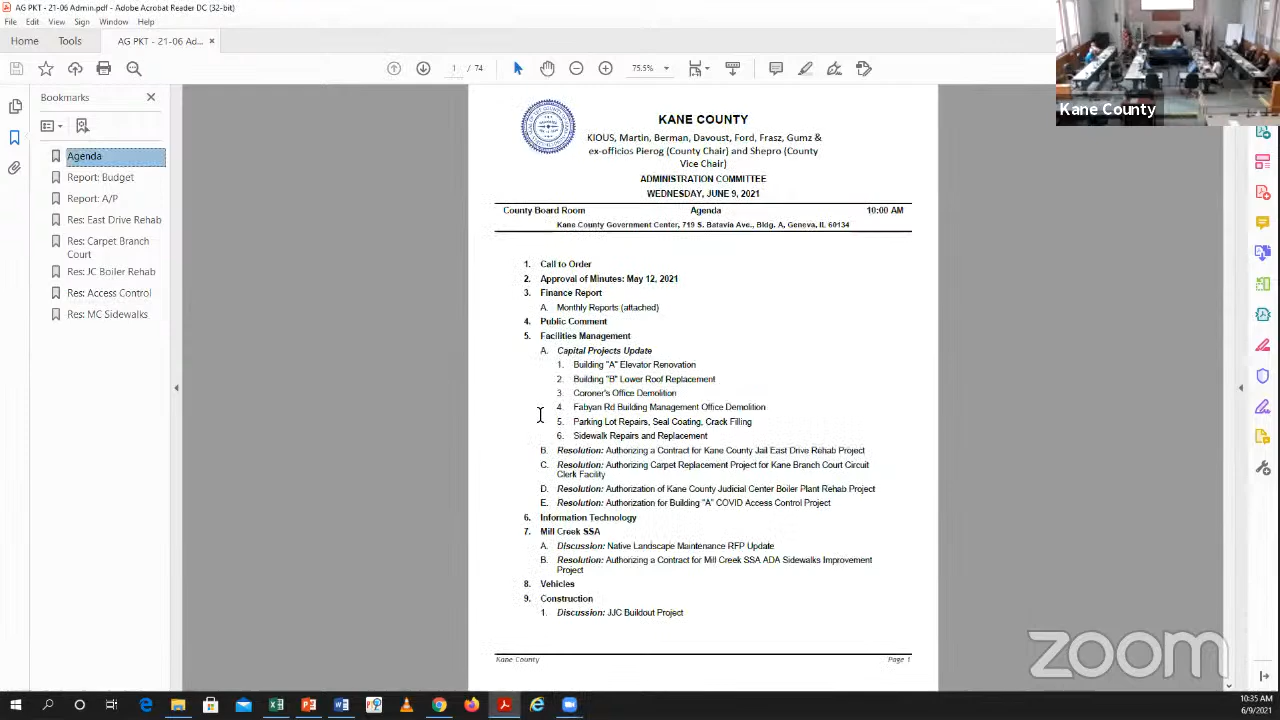 AG PKT - 21-06 Admin.pdf - Adobe Acrobat Reader DC (32-bit)
File Edit View Sign Window Help
Home Tools AG PKT - 21-06 Ad... ×
1 / 74 75.5%
Bookmarks
Agenda
Report: Budget
Report: A/P
Res: East Drive Rehab
Res: Carpet Branch
Court
Res: JC Boiler Rehab
Res: Access Control
Res: MC Sidewalks
KANE COUNTY
KIOUS, Martin, Berman, Davoust, Ford, Frasz, Gumz &
ex-officios Pierog (County Chair) and Shepro (County
Vice Chair)
ADMINISTRATION COMMITTEE
WEDNESDAY, JUNE 9, 2021
County Board Room Agenda 10:00 AM
Kane County Government Center, 719 S. Batavia Ave., Bldg. A, Geneva, IL 60134
1. Call to Order
2. Approval of Minutes: May 12, 2021
3. Finance Report
A. Monthly Reports (attached)
4. Public Comment
5. Facilities Management
A. Capital Projects Update
1. Building "A" Elevator Renovation
2. Building "B" Lower Roof Replacement
3. Coroner's Office Demolition
4. Fabyan Rd Building Management Office Demolition
5. Parking Lot Repairs, Seal Coating, Crack Filling
6. Sidewalk Repairs and Replacement
B. Resolution: Authorizing a Contract for Kane County Jail East Drive Rehab Project
C. Resolution: Authorizing Carpet Replacement Project for Kane Branch Court Circuit
Clerk Facility
D. Resolution: Authorization of Kane County Judicial Center Boiler Plant Rehab Project
E. Resolution: Authorization for Building "A" COVID Access Control Project
6. Information Technology
7. Mill Creek SSA
A. Discussion: Native Landscape Maintenance RFP Update
B. Resolution: Authorizing a Contract for Mill Creek SSA ADA Sidewalks Improvement
Project
8. Vehicles
9. Construction
1. Discussion: JJC Buildout Project
Kane County Page 1
Kane County
zoom
10:35 AM
6/9/2021